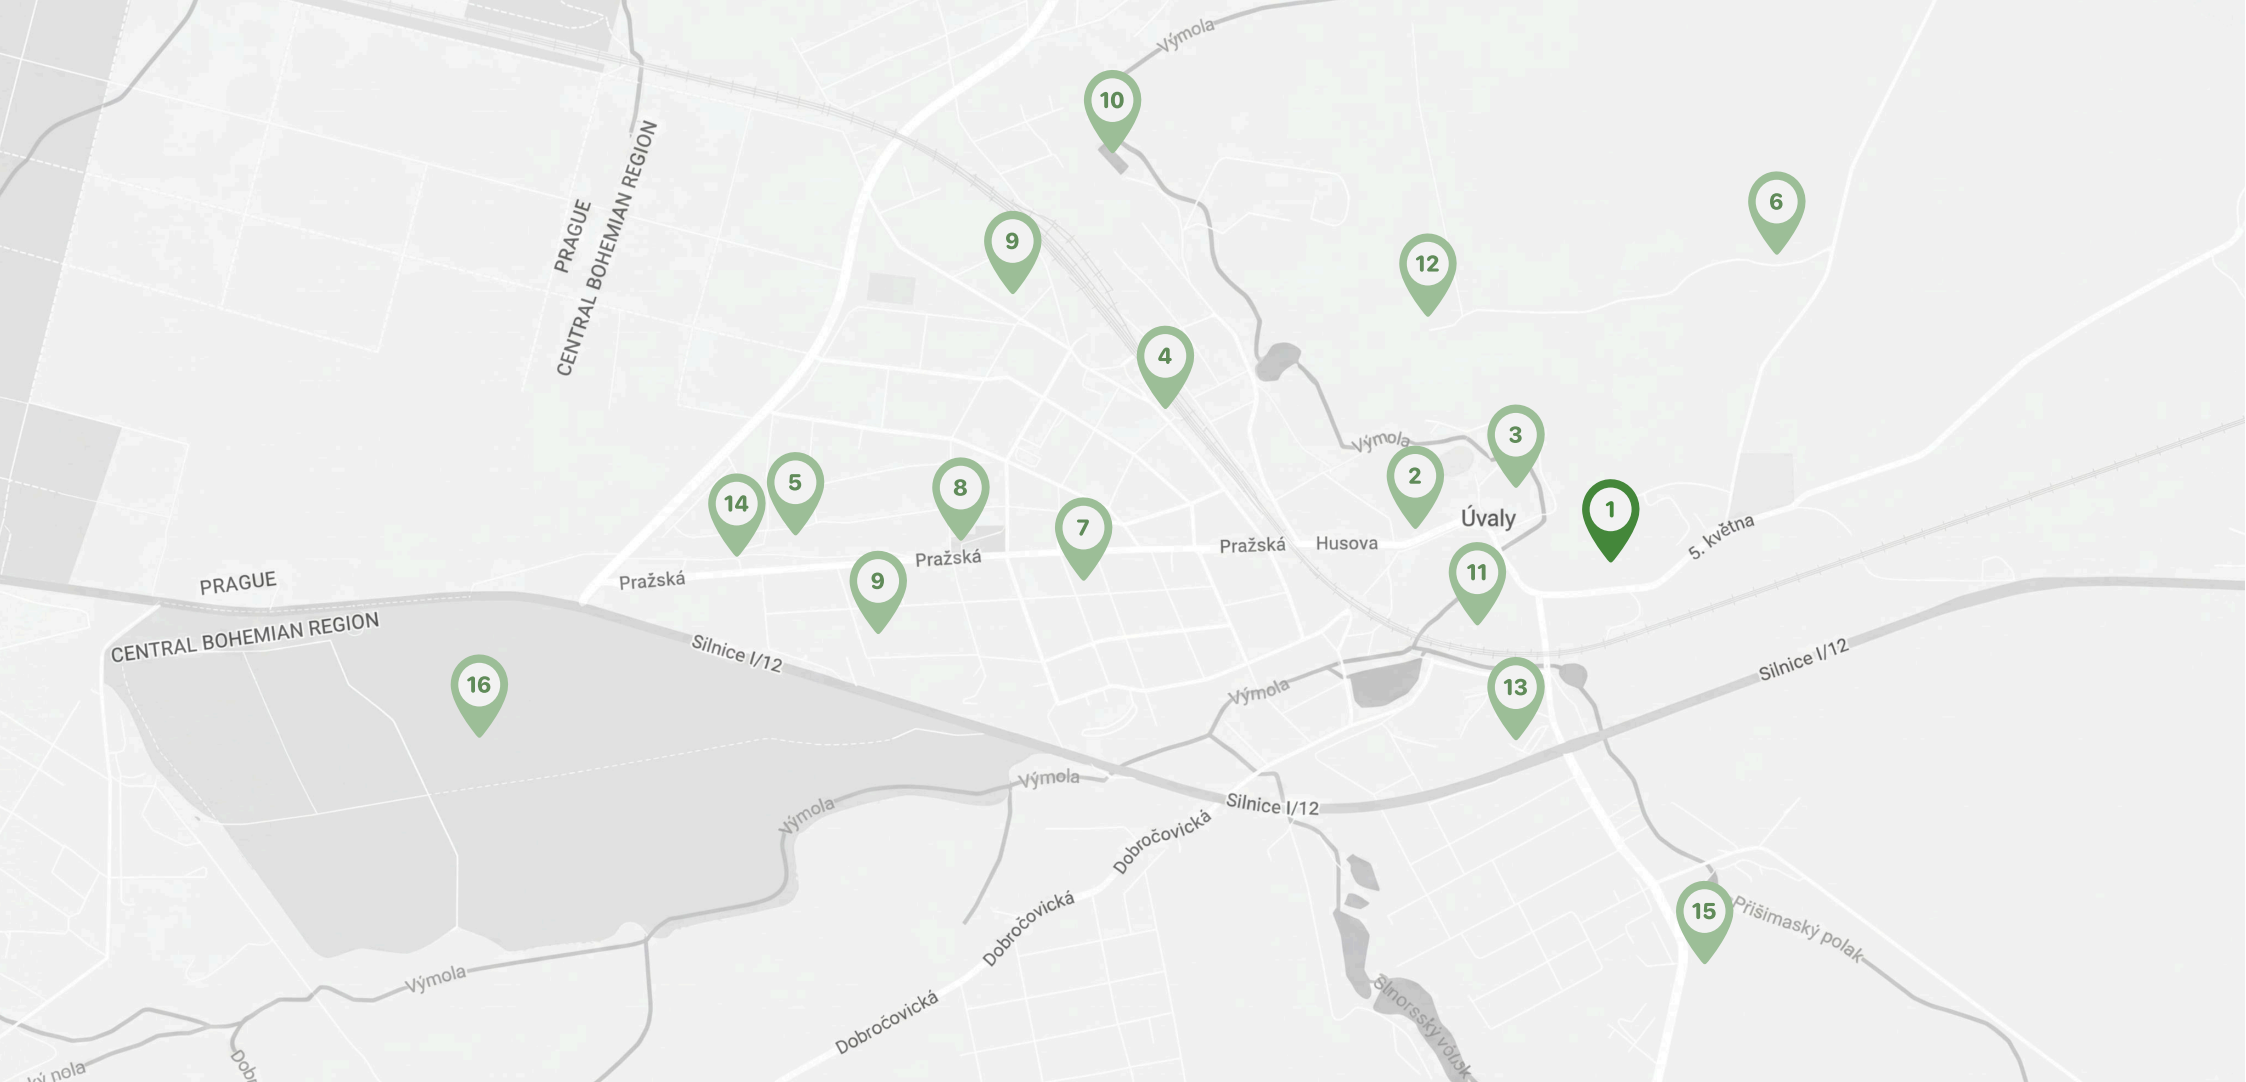 Výmola
10
PRAGUE
CENTRAL BOHEMIAN REGION
6
9
12
4
Výmola
3
2
5
8
14
1
Úvaly
7
5. května
Pražská
Husova
Pražská
Pražská
9
11
PRAGUE
CENTRAL BOHEMIAN REGION
Silnice I/12
Silnice I/12
16
13
Výmola
Výmola
Výmola
Silnice I/12
Dobročovická
15
Dobročovická
Přišimaský polak
Výmola
Dobročovická